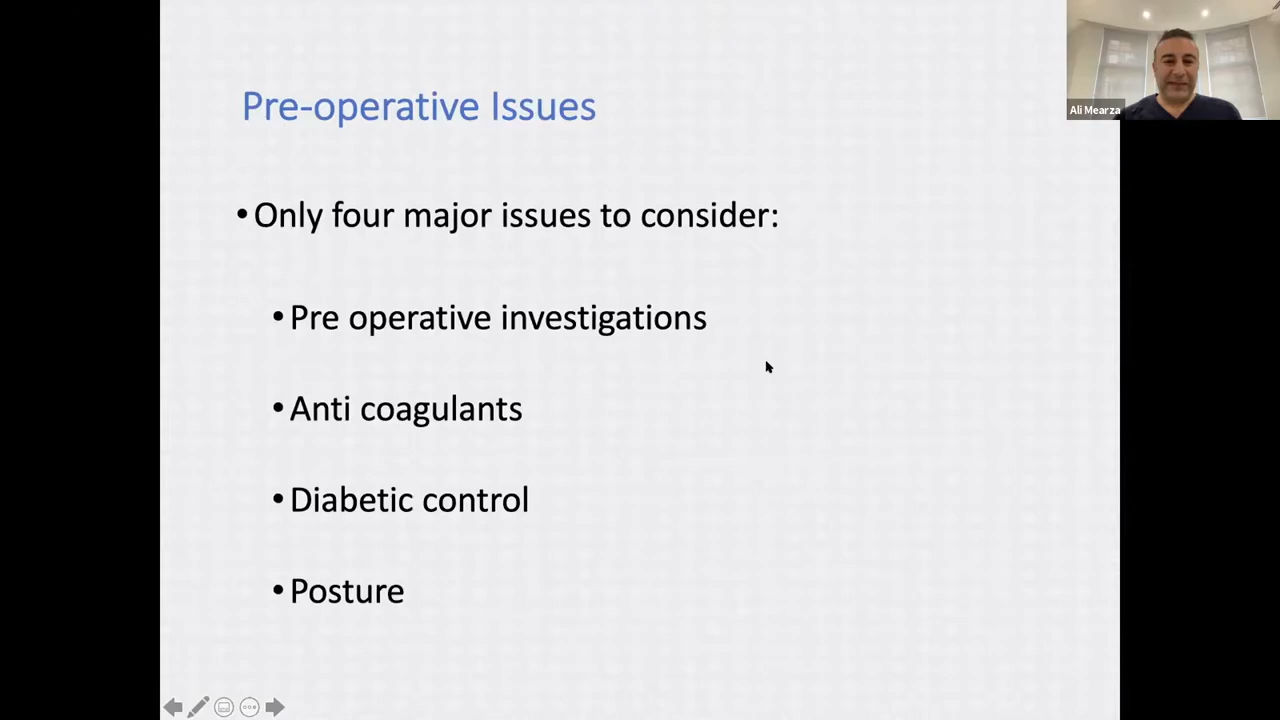 Pre-operative Issues
• Only four major issues to consider:
• Pre operative investigations
• Anti coagulants
• Diabetic control
• Posture
Ali Mearza